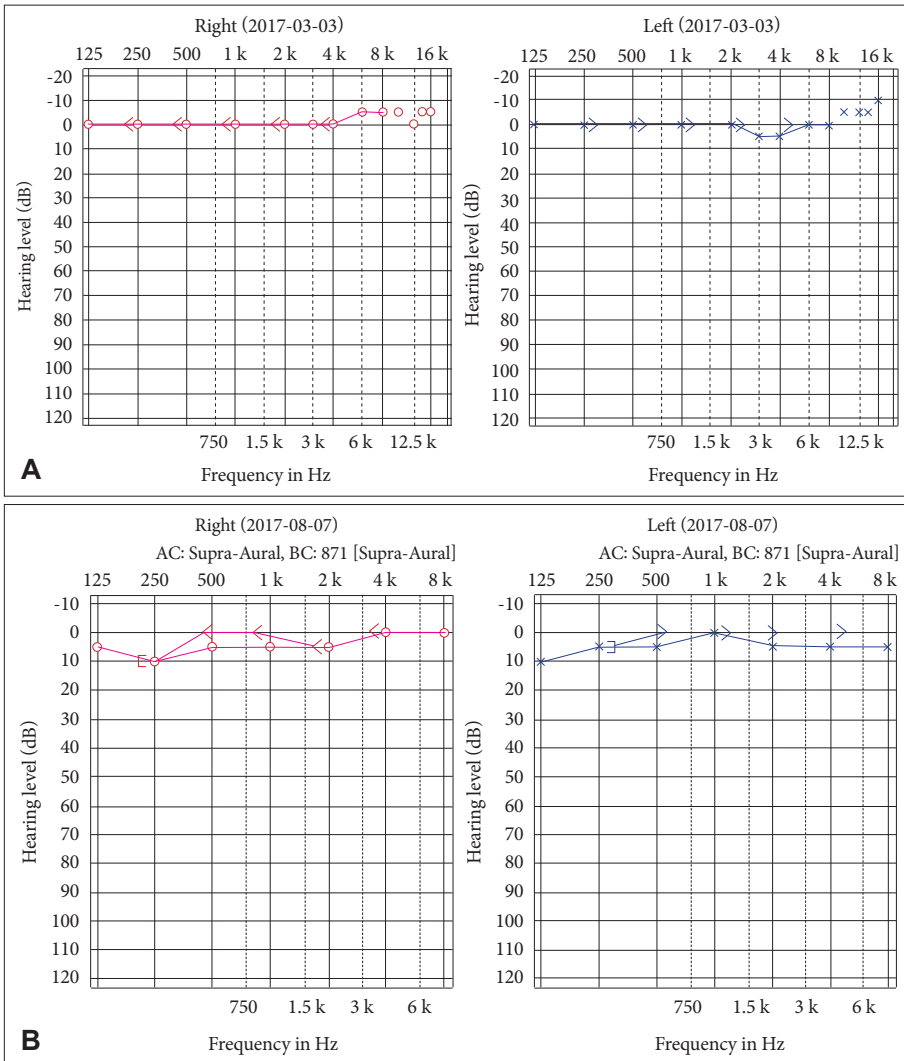 Right (2017-03-03)
125 250 500 1 k 2 k 4 k 8 k 16 k
-20
-10
0
10
20
30
40
50
60
70
80
90
100
110
120
Hearing level (dB)
750 1.5 k 3 k 6 k 12.5 k
Frequency in Hz
A
Left (2017-03-03)
125 250 500 1 k 2 k 4 k 8 k 16 k
-20
-10
0
10
20
30
40
50
60
70
80
90
100
110
120
Hearing level (dB)
750 1.5 k 3 k 6 k 12.5 k
Frequency in Hz
Right (2017-08-07)
AC: Supra-Aural, BC: 871 [Supra-Aural]
125 250 500 1 k 2 k 4 k 8 k
-10
0
10
20
30
40
50
60
70
80
90
100
110
120
Hearing level (dB)
750 1.5 k 3 k 6 k
Frequency in Hz
B
Left (2017-08-07)
AC: Supra-Aural, BC: 871 [Supra-Aural]
125 250 500 1 k 2 k 4 k 8 k
-10
0
10
20
30
40
50
60
70
80
90
100
110
120
Hearing level (dB)
750 1.5 k 3 k 6 k
Frequency in Hz